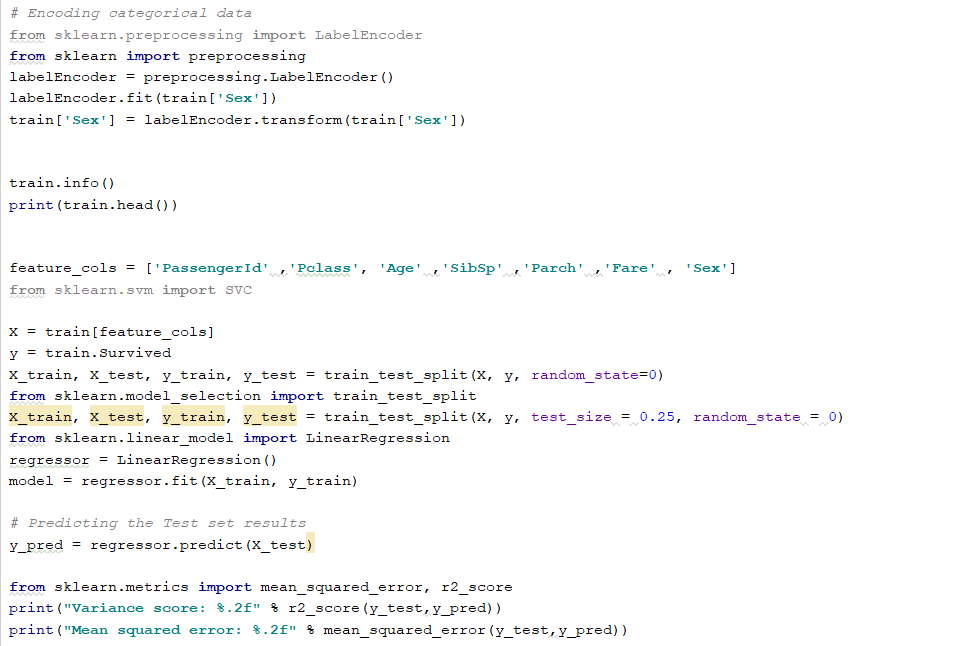 # Encoding categorical data
from sklearn.preprocessing import LabelEncoder
from sklearn import preprocessing
labelEncoder = preprocessing.LabelEncoder()
labelEncoder.fit(train['Sex'])
train['Sex'] = labelEncoder.transform(train['Sex'])
train.info()
print(train.head())
feature_cols = ['PassengerId' ,'Pclass', 'Age' ,'SibSp' ,'Parch' ,'Fare' , 'Sex']
from sklearn.svm import SVC
X = train[feature_cols]
y = train.Survived
X_train, X_test, y_train, y_test = train_test_split(X, y, random_state=0)
from sklearn.model_selection import train_test_split
X_train, X_test, y_train, y_test = train_test_split(X, y, test_size = 0.25, random_state = 0)
from sklearn.linear_model import LinearRegression
regressor = LinearRegression()
model = regressor.fit(X_train, y_train)
# Predicting the Test set results
y_pred = regressor.predict(X_test)
from sklearn.metrics import mean_squared_error, r2_score
print("Variance score: %.2f" % r2_score(y_test,y_pred))
print("Mean squared error: %.2f" % mean_squared_error(y_test,y_pred))